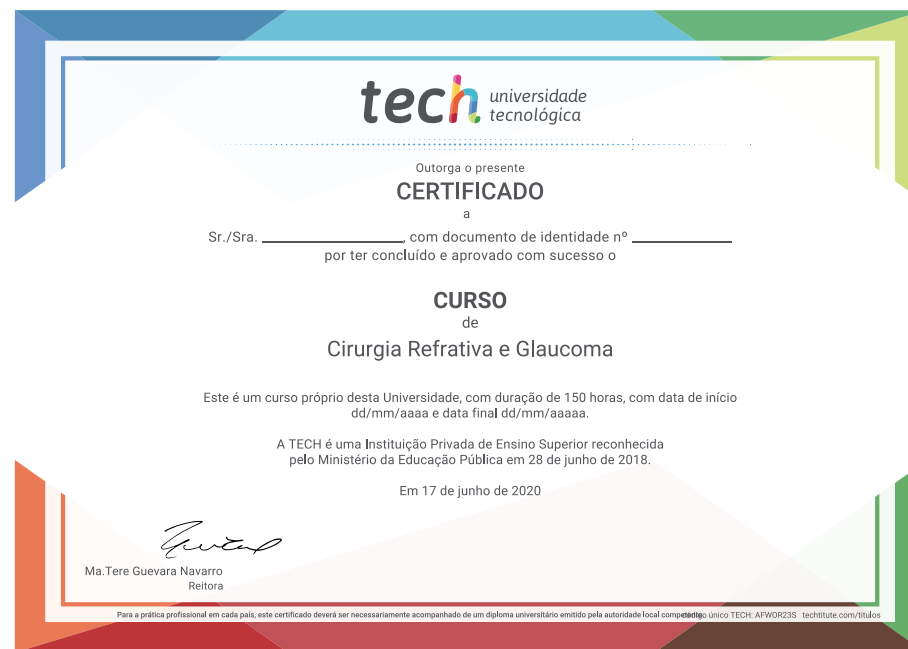 tech universidade
tecnológica
Outorga o presente
CERTIFICADO
a
Sr./Sra. ____________, com documento de identidade nº ____________
por ter concluído e aprovado com sucesso o
CURSO
de
Cirurgia Refrativa e Glaucoma
Este é um curso próprio desta Universidade, com duração de 150 horas, com data de início
dd/mm/aaaa e data final dd/mm/aaaaa.
A TECH é uma Instituição Privada de Ensino Superior reconhecida
pelo Ministério da Educação Pública em 28 de junho de 2018.
Em 17 de junho de 2020
Ma.Tere Guevara Navarro
Reitora
Para a prática profissional em cada país, este certificado deverá ser necessariamente acompanhado de um diploma universitário emitido pela autoridade local único TECH: AFWOR23S techtitute.com/titulos